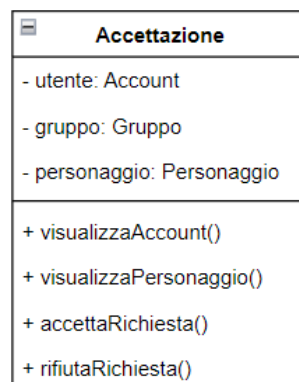 Accettazione
- utente: Account
- gruppo: Gruppo
- personaggio: Personaggio
+ visualizzaAccount()
+ visualizzaPersonaggio()
+ accettaRichiesta()
+ rifiutaRichiesta()